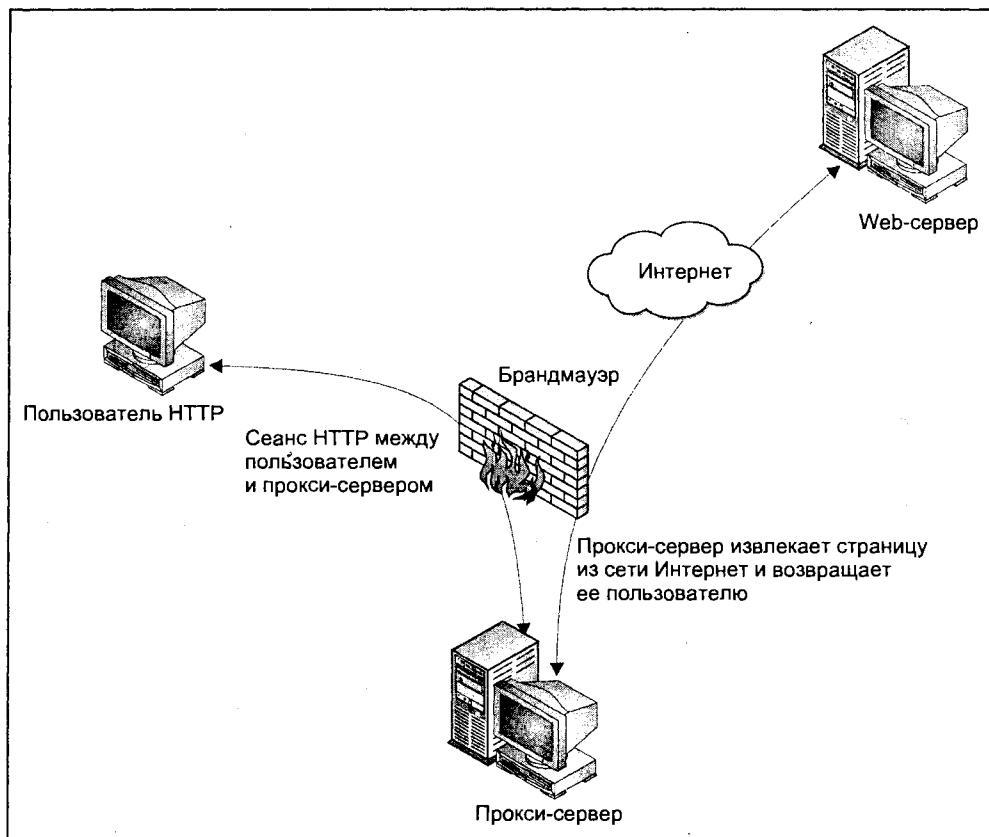 Web-сервер
Интернет
Брандмауэр
Пользователь HTTP
Сеанс HTTP между
пользователем
и прокси-сервером
Прокси-сервер извлекает страницу
из сети Интернет и возвращает
ее пользователю
Прокси-сервер